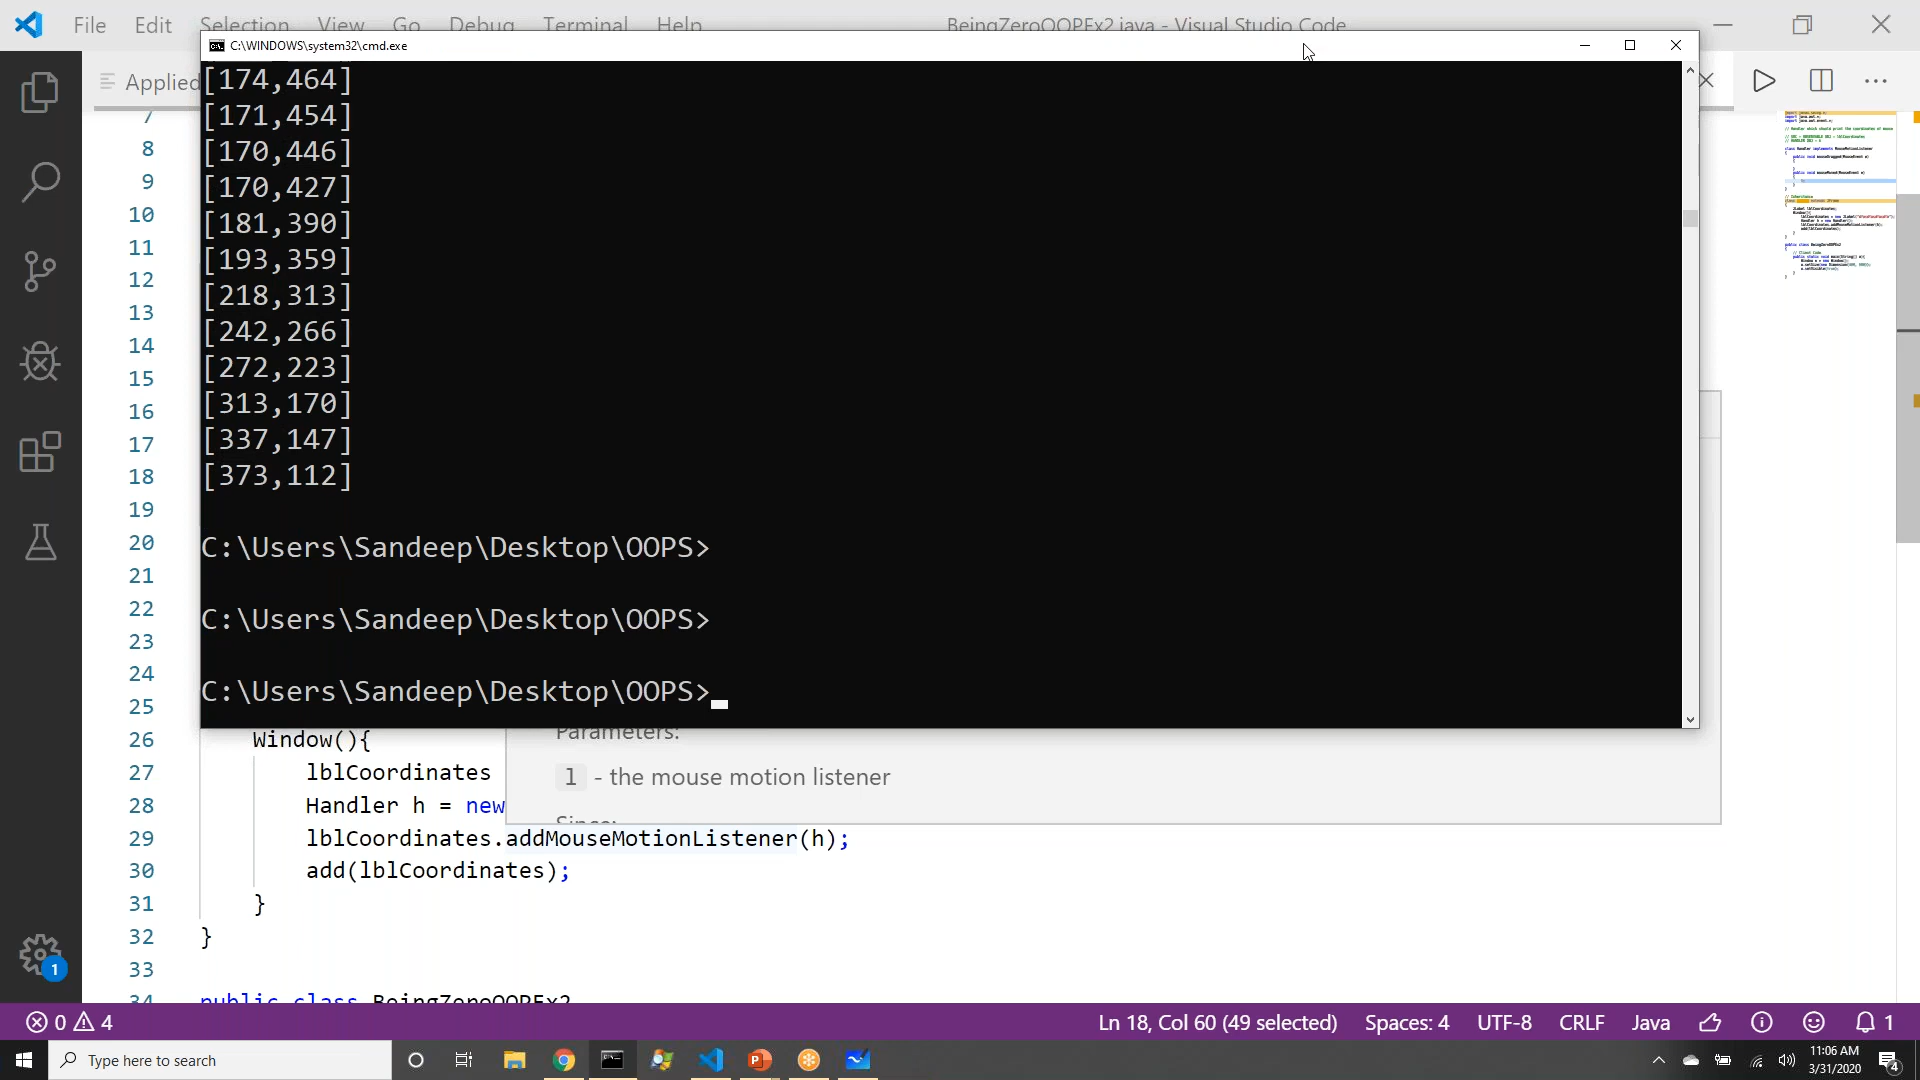 File Edit Selection View Go Debug Terminal Help BeingZeroOOPEx2.java - Visual Studio Code
C:\WINDOWS\system32\cmd.exe
Applied
[174,464]
[171,454]
[170,446]
[170,427]
[181,390]
[193,359]
[218,313]
[242,266]
[272,223]
[313,170]
[337,147]
[373,112]
C:\Users\Sandeep\Desktop\OOPS>
C:\Users\Sandeep\Desktop\OOPS>
C:\Users\Sandeep\Desktop\OOPS>
7
8
9
10
11
12
13
14
15
16
17
18
19
20
21
22
23
24
25
26 Window(){
27 lblCoordinates
28 Handler h = new
29 lblCoordinates.addMouseMotionListener(h);
30 add(lblCoordinates);
31 }
32 }
33
34 public class BeingZeroOOPEx2
Parameters:
l - the mouse motion listener
Since:
0 4 Ln 18, Col 60 (49 selected) Spaces: 4 UTF-8 CRLF Java 1
1
Type here to search
11:06 AM
3/31/2020
4